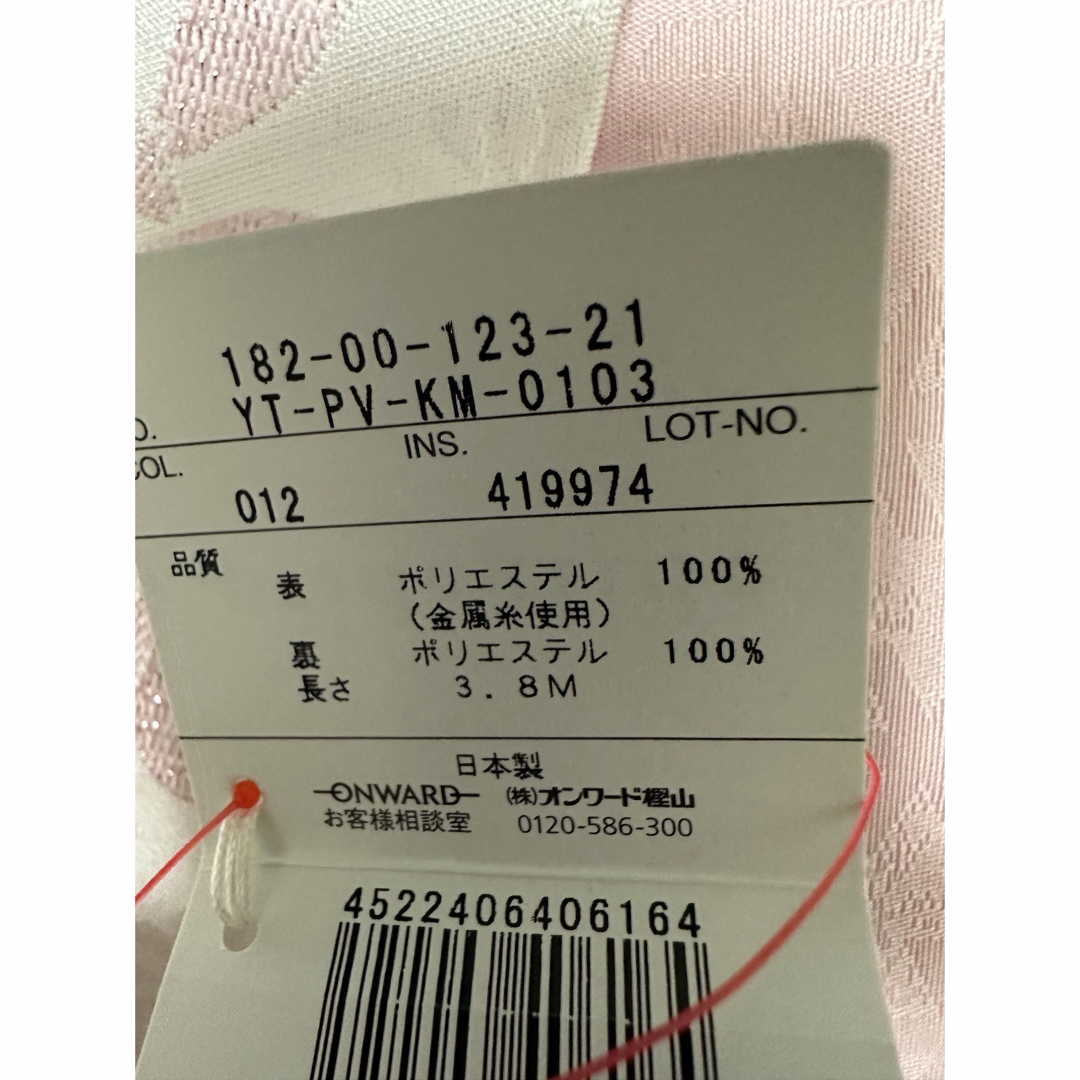 182-00-123-21
YT-PV-KM-0103
INS. LOT-NO.
012 419974
品質 表 ポリエステル 100%
(金属糸使用)
裏 ポリエステル 100%
長さ 3.8M
日本製
ONWARD (株)オンワード樫山
お客様相談室 0120-586-300
4522406406164